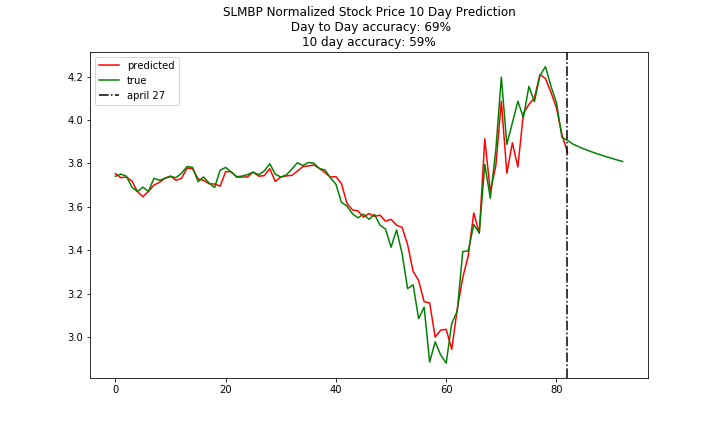 SLMBP Normalized Stock Price 10 Day Prediction
Day to Day accuracy: 69%
10 day accuracy: 59%
predicted
true
april 27
4.2
4.0
3.8
3.6
3.4
3.2
3.0
0 20 40 60 80